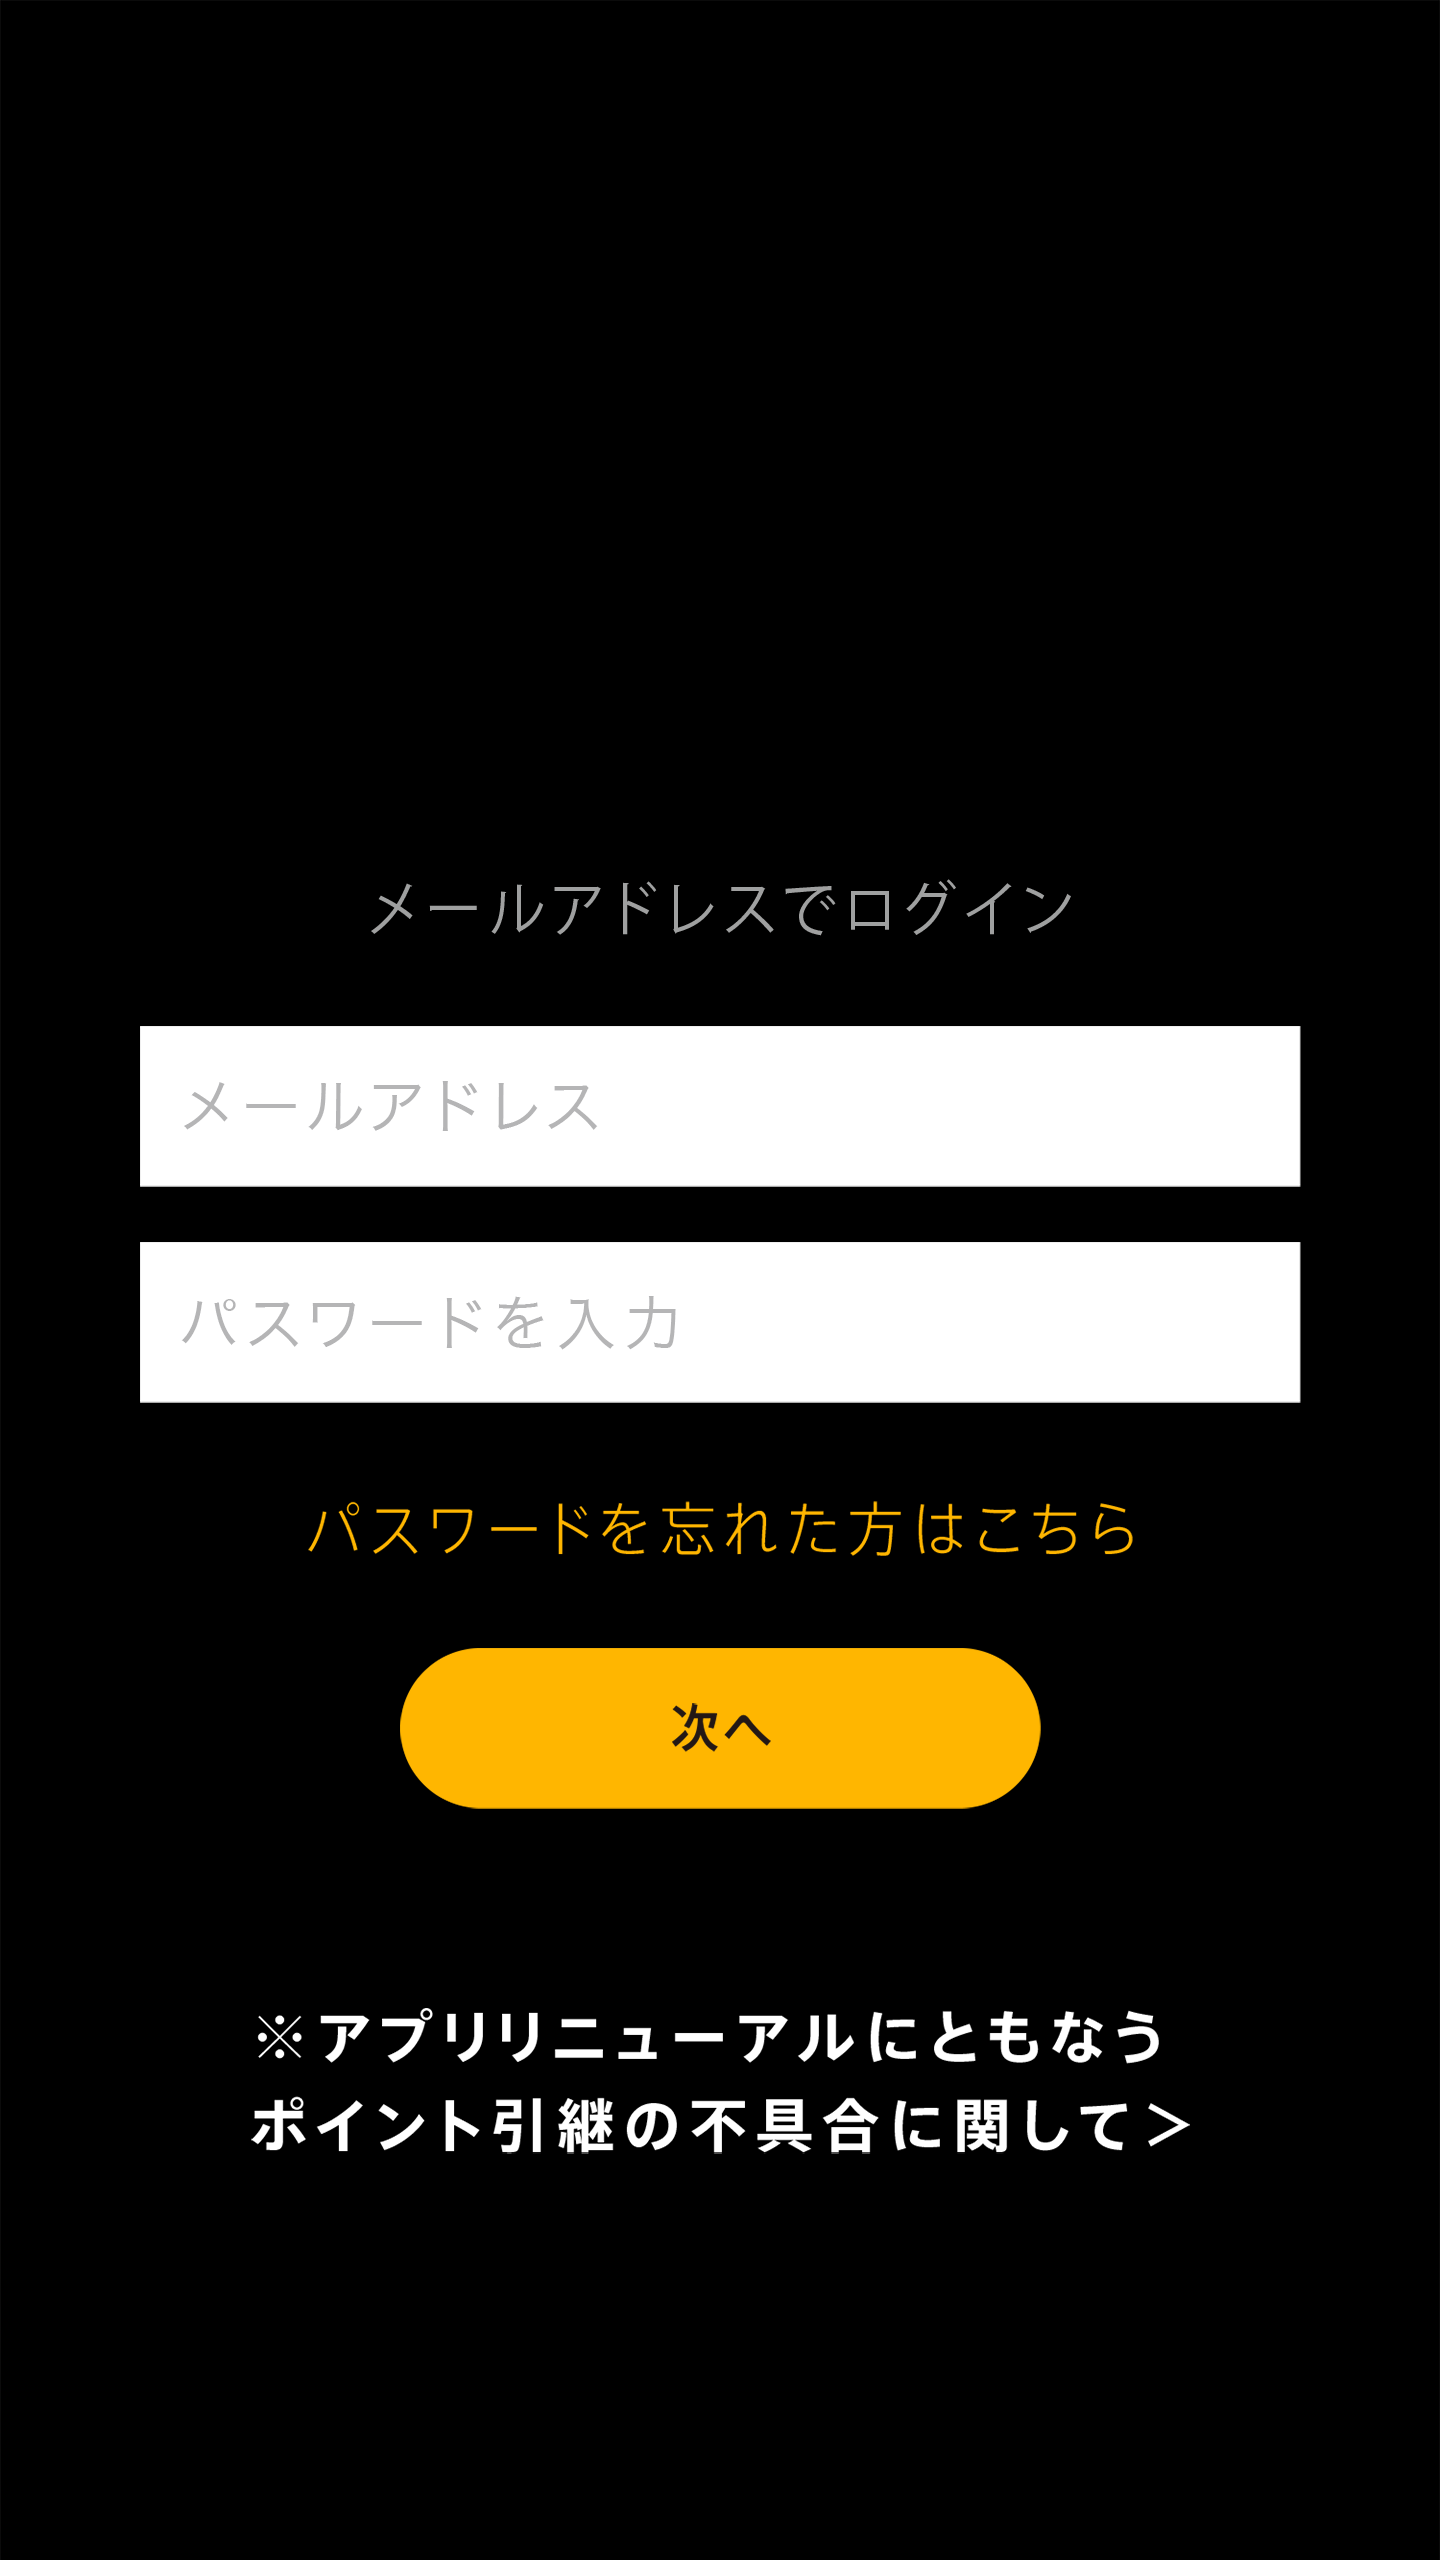 メールアドレスでログイン
メールアドレス
パスワードを入力
パスワードを忘れた方はこちら
次へ
※アプリリニューアルにともなう
ポイント引継の不具合に関して＞